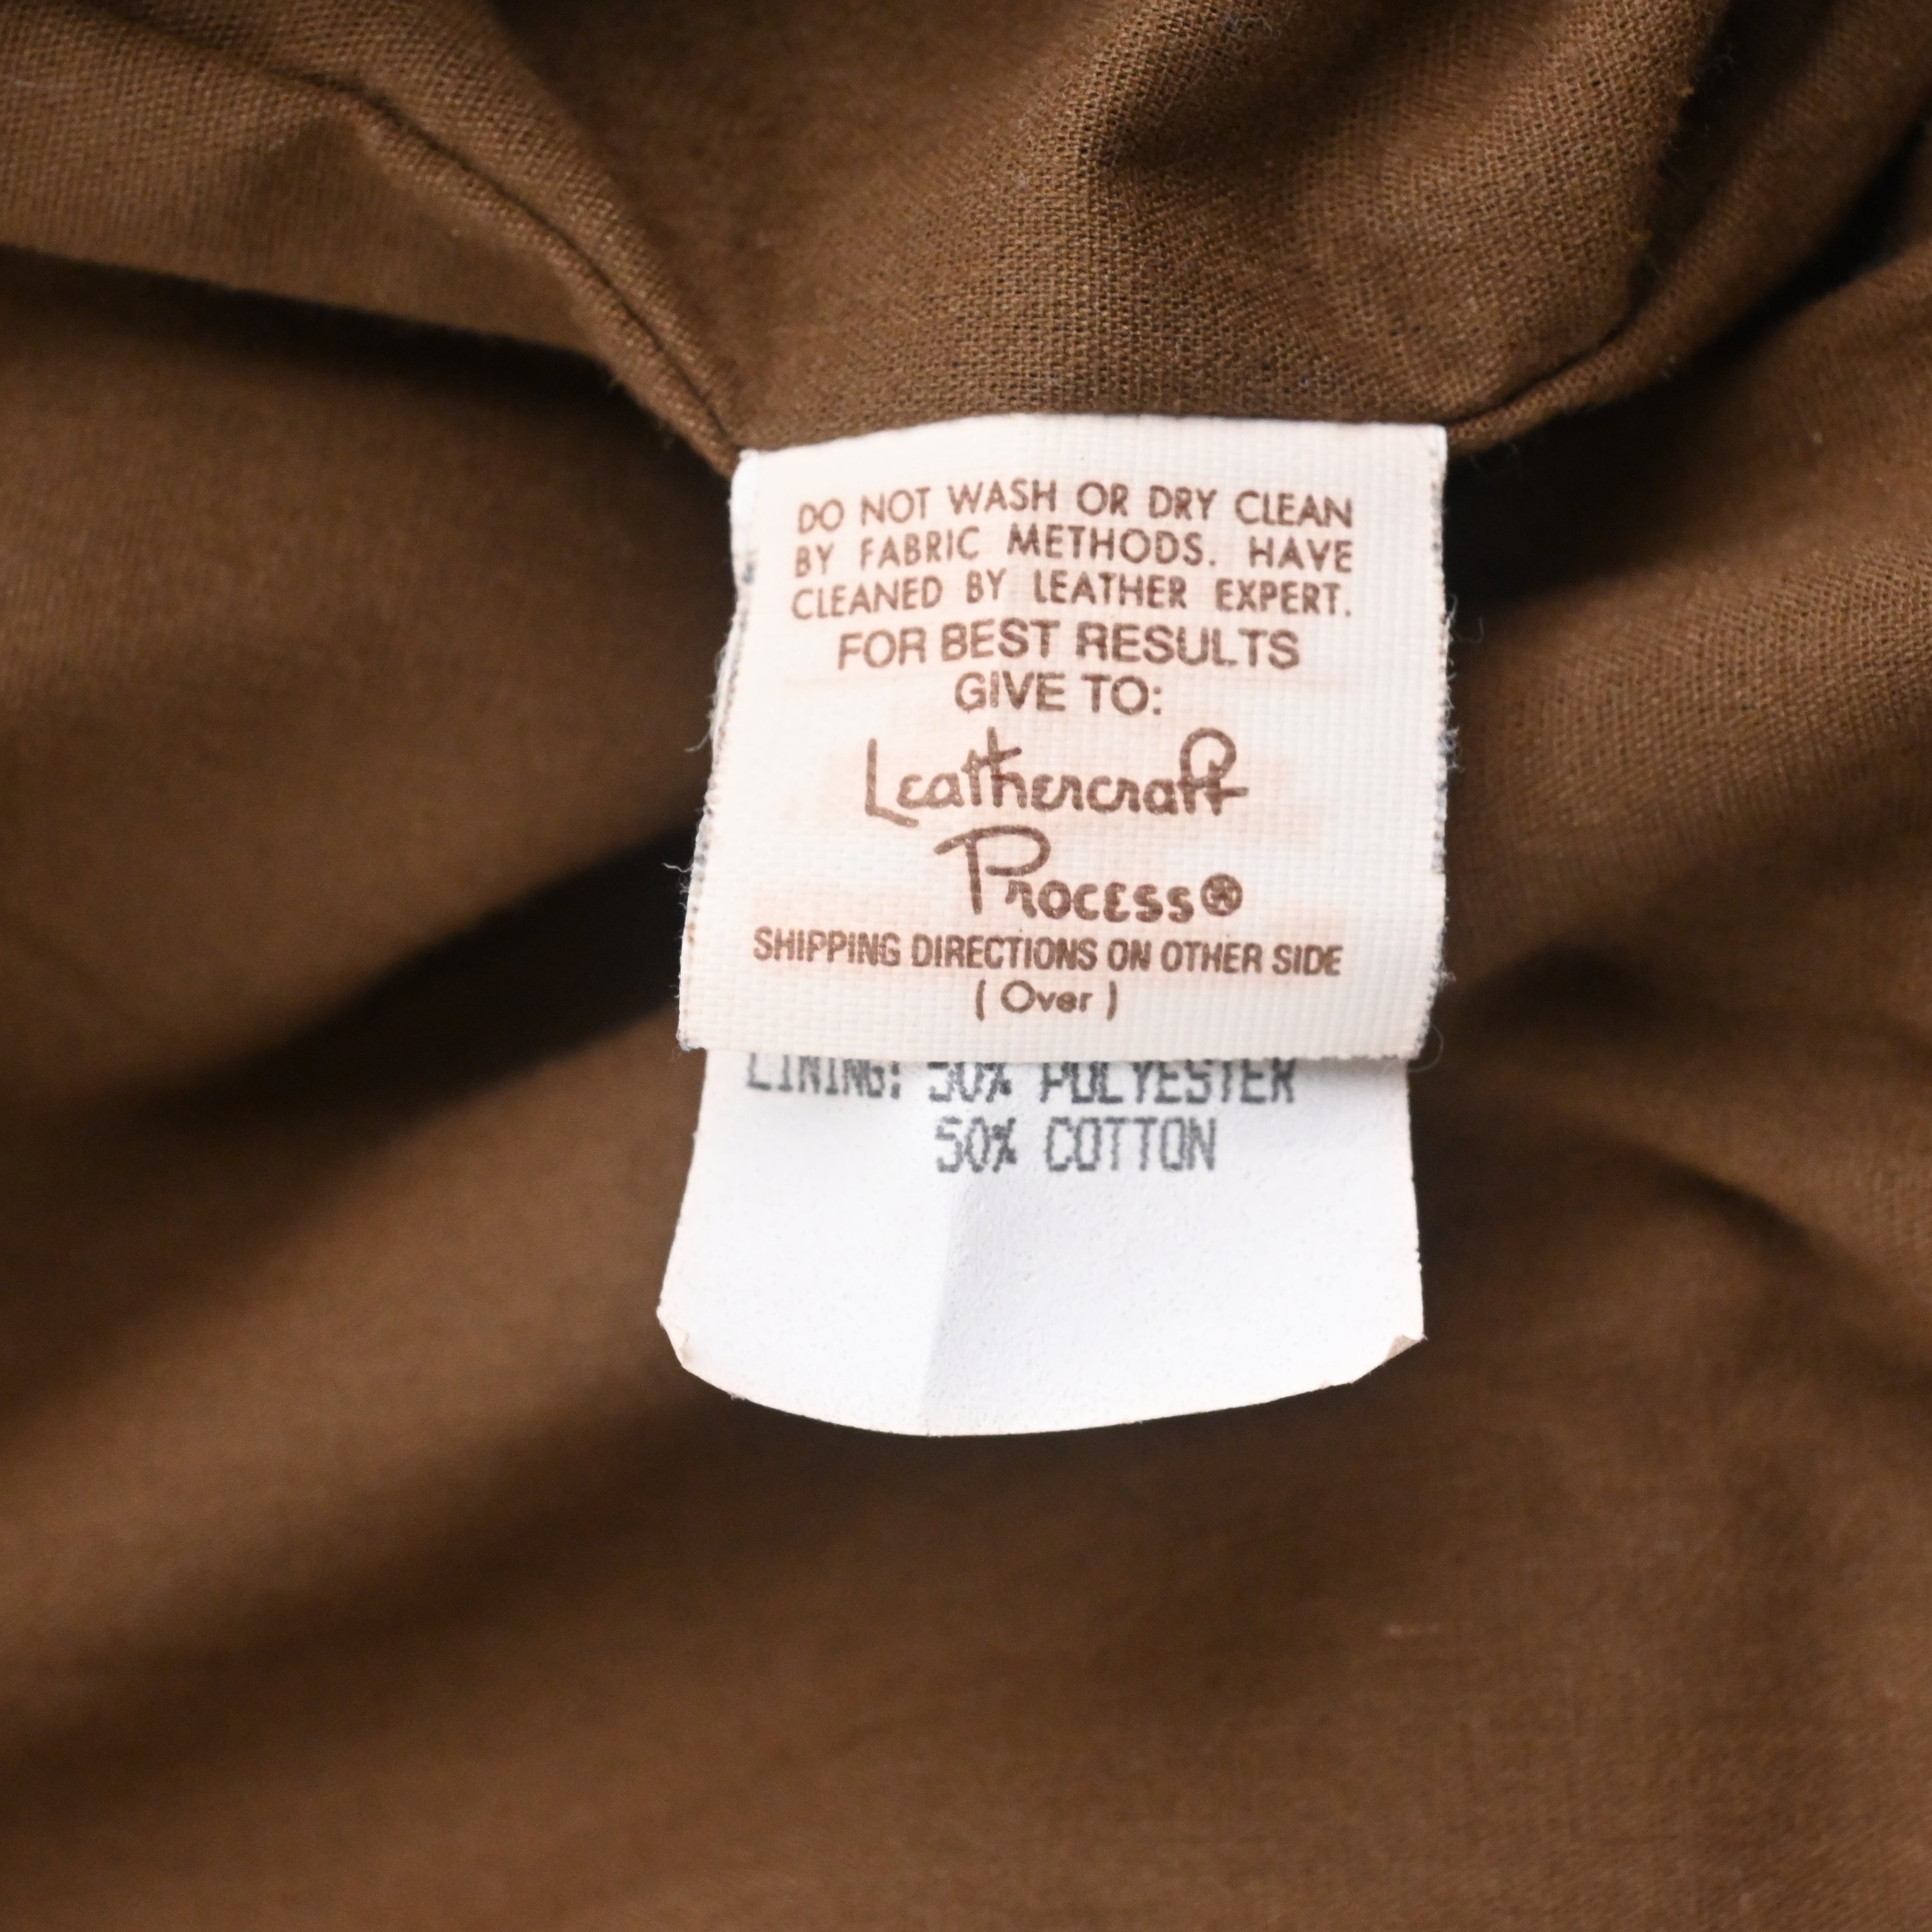 DO NOT WASH OR DRY CLEAN
BY FABRIC METHODS. HAVE
CLEANED BY LEATHER EXPERT.
FOR BEST RESULTS
GIVE TO:
Leathercraft
Process®
SHIPPING DIRECTIONS ON OTHER SIDE
( Over )
LINING: 50% POLYESTER
50% COTTON